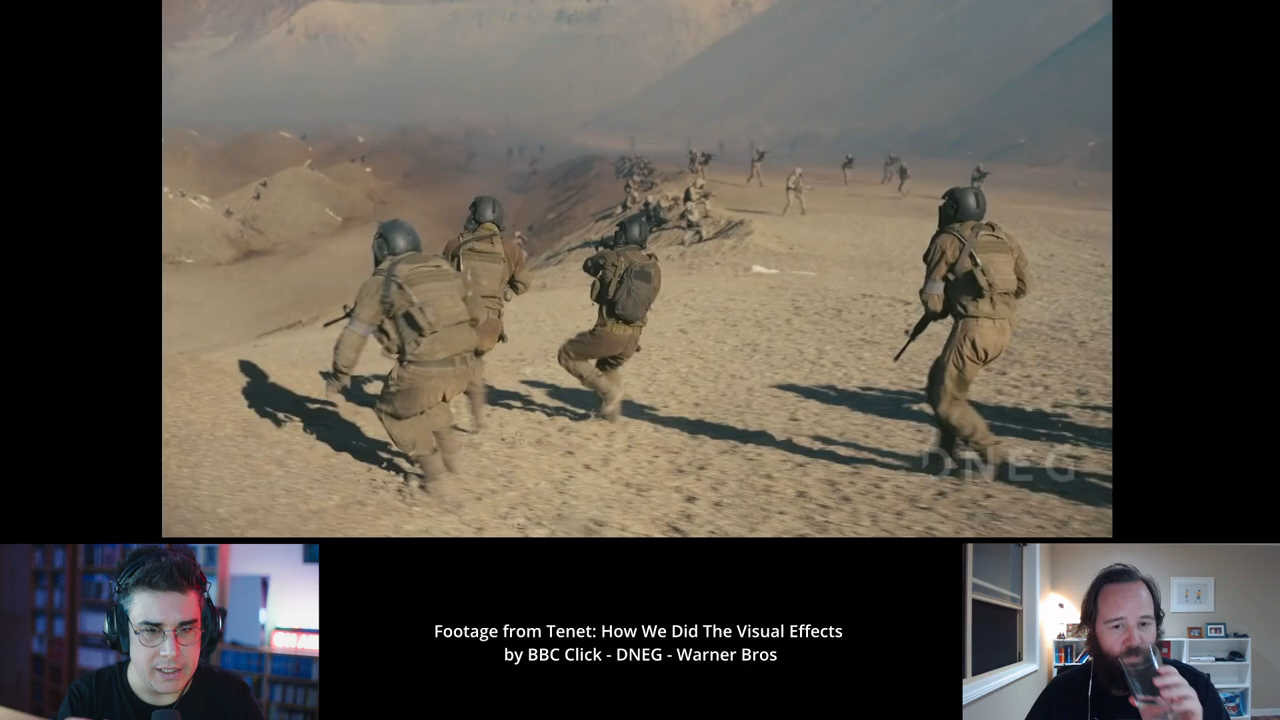 DNEG
Footage from Tenet: How We Did The Visual Effects
by BBC Click - DNEG - Warner Bros